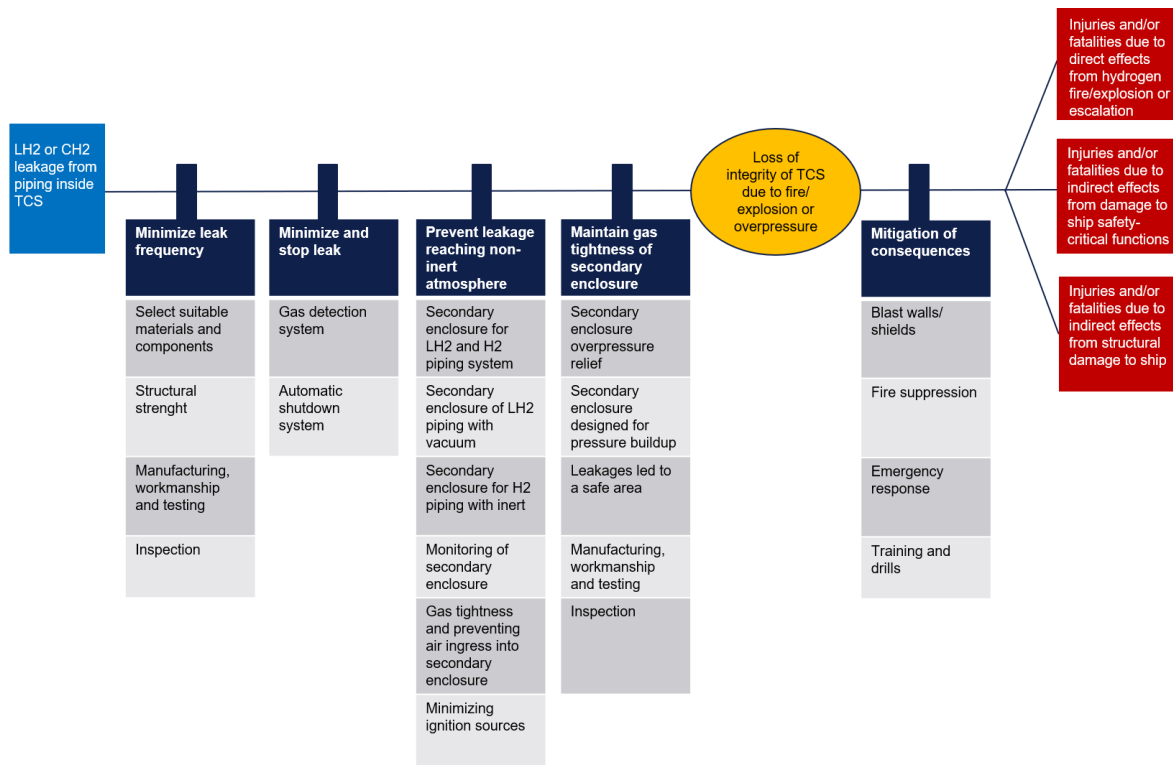 LH2 or CH2
leakage from
piping inside
TCS
Minimize leak
frequency
Select suitable
materials and
components
Structural
strenght
Manufacturing,
workmanship
and testing
Inspection
Minimize and
stop leak
Gas detection
system
Automatic
shutdown
system
Prevent leakage
reaching non-
inert
atmosphere
Secondary
enclosure for
LH2 and H2
piping system
Secondary
enclosure of LH2
piping with
vacuum
Secondary
enclosure for H2
piping with inert
Monitoring of
secondary
enclosure
Gas tightness
and preventing
air ingress into
secondary
enclosure
Minimizing
ignition sources
Maintain gas
tightness of
secondary
enclosure
Secondary
enclosure
overpressure
relief
Secondary
enclosure
designed for
pressure buildup
Leakages led to
a safe area
Manufacturing,
workmanship
and testing
Inspection
Loss of
integrity of TCS
due to fire/
explosion or
overpressure
Mitigation of
consequences
Blast walls/
shields
Fire suppression
Emergency
response
Training and
drills
Injuries and/or
fatalities due to
direct effects
from hydrogen
fire/explosion or
escalation
Injuries and/or
fatalities due to
indirect effects
from damage to
ship safety-
critical functions
Injuries and/or
fatalities due to
indirect effects
from structural
damage to ship